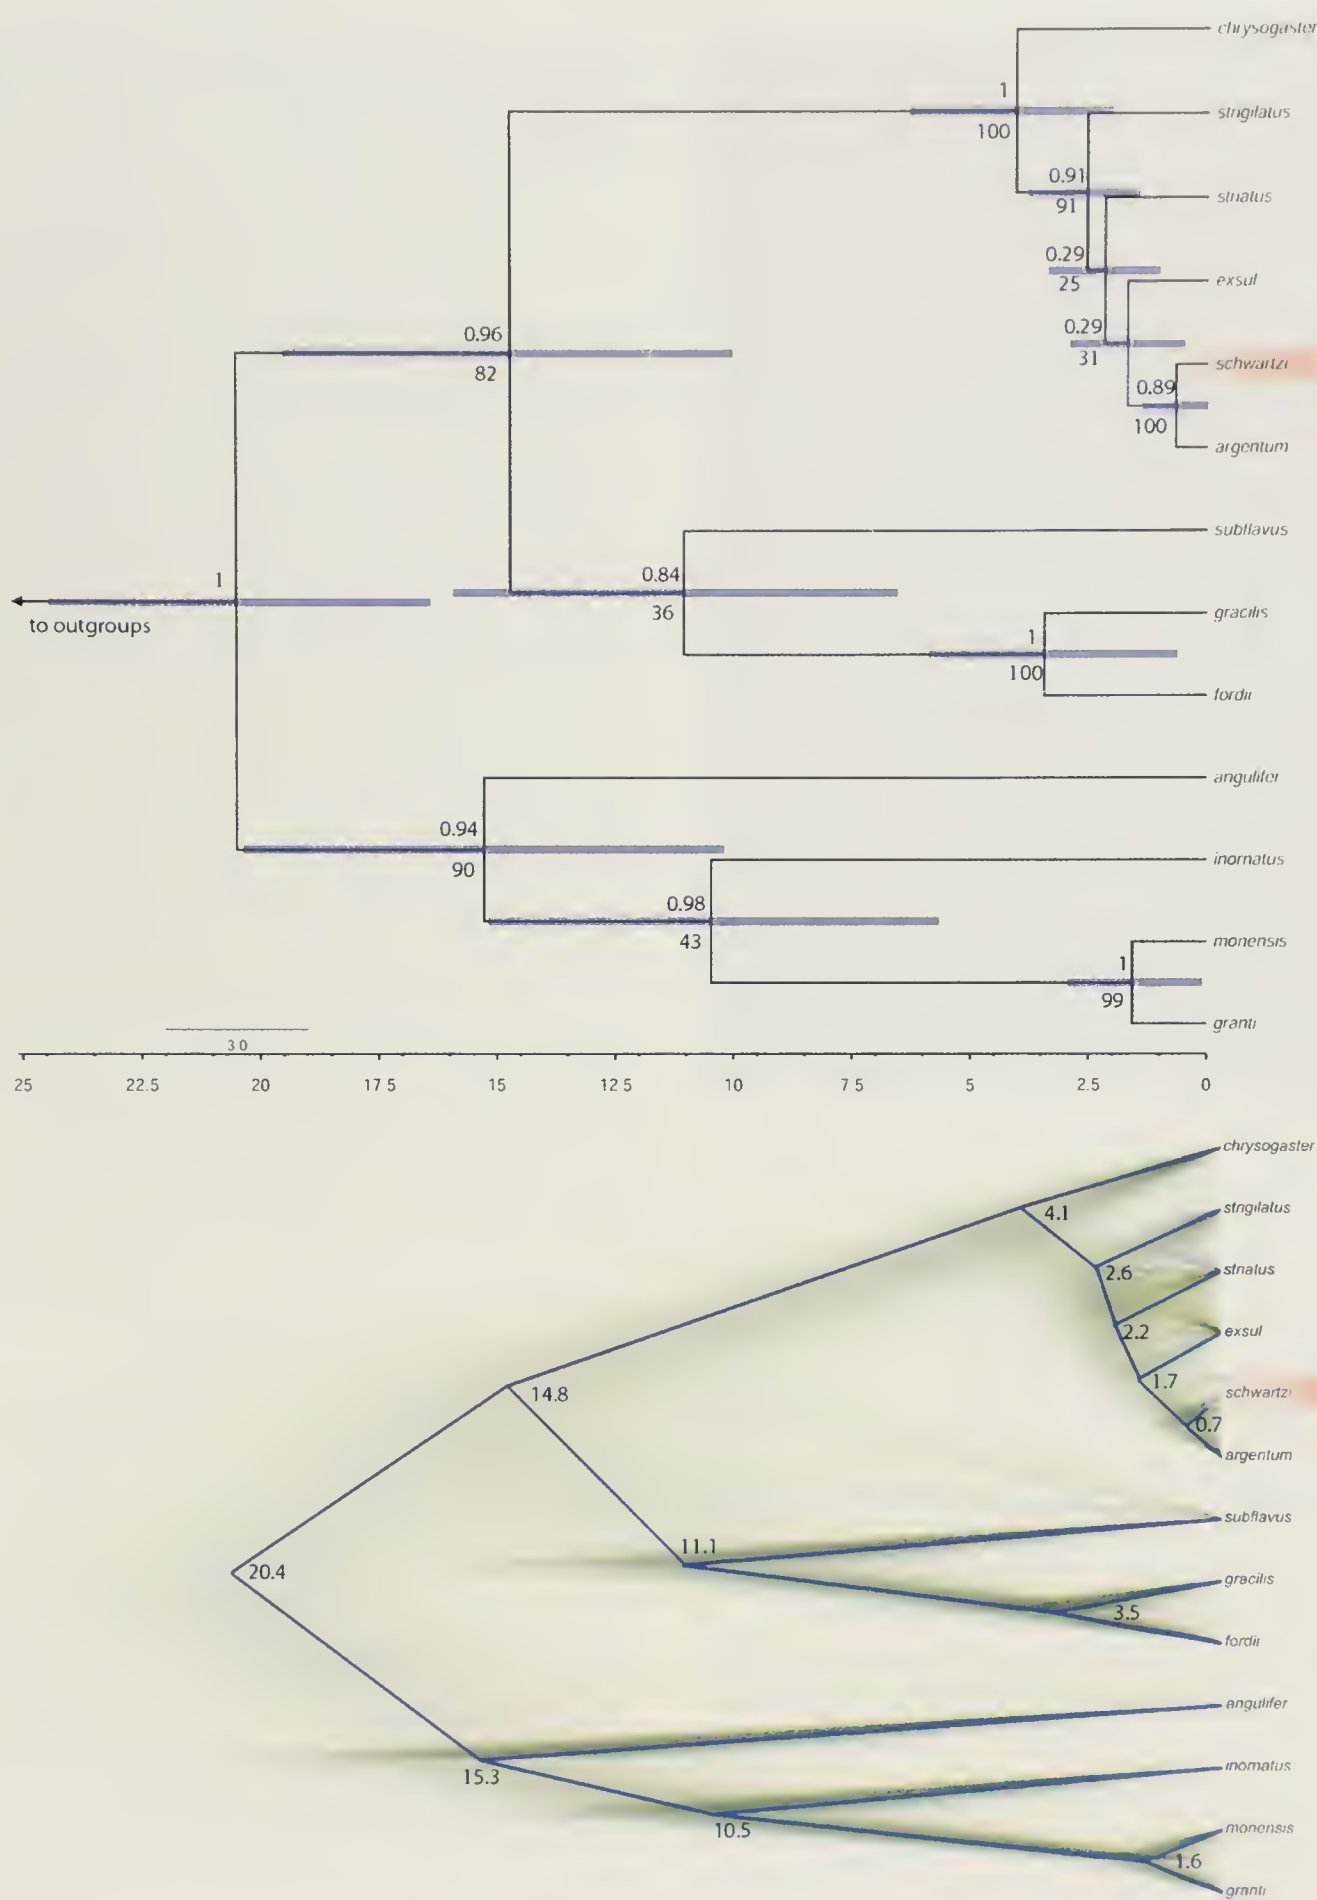 chrysogaster
1
100
strigilatus
0.91
91
striatus
0.29
25
exsul
0.96
82
0.29
31
schwartzi
0.89
100
argentum
subflavus
1
0.84
36
to outgroups
gracilis
1
100
fordii
angulifer
0.94
90
inornatus
0.98
43
monensis
1
99
granti
3.0
25 22.5 20 17.5 15 12.5 10 7.5 5 2.5 0
chrysogaster
4.1
strigilatus
2.6
striatus
2.2
exsul
1.7
14.8
schwartzi
0.7
argentum
subflavus
11.1
20.4
gracilis
3.5
fordii
angulifer
15.3
inornatus
10.5
monensis
1.6
granti